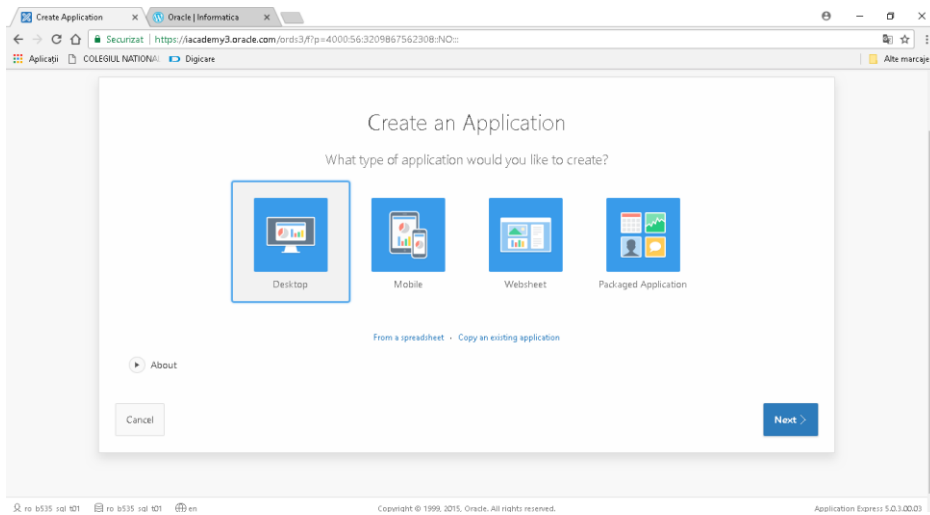 Create Application
Oracle | Informatica
Securizat | https://iacademy3.oracle.com/ords3/f?p=4000:56:3209867562308::NO:::
Aplicații
COLEGIUL NATIONAL
Digicare
Alte marcaje
Create an Application
What type of application would you like to create?
Desktop
Mobile
Websheet
Packaged Application
From a spreadsheet
Copy an existing application
About
Cancel
Next
ro_b535_sql_t01
ro_b535_sql_t01
en
Copyright © 1999, 2015, Oracle. All rights reserved.
Application Express 5.0.3.00.03